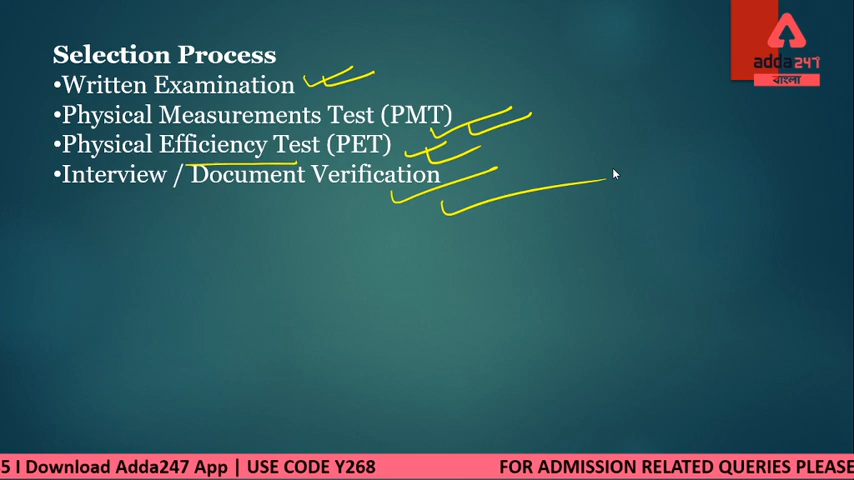 Selection Process
•Written Examination
•Physical Measurements Test (PMT)
•Physical Efficiency Test (PET)
•Interview / Document Verification
adda247
বাংলা
5 I Download Adda247 App | USE CODE Y268
FOR ADMISSION RELATED QUERIES PLEASE